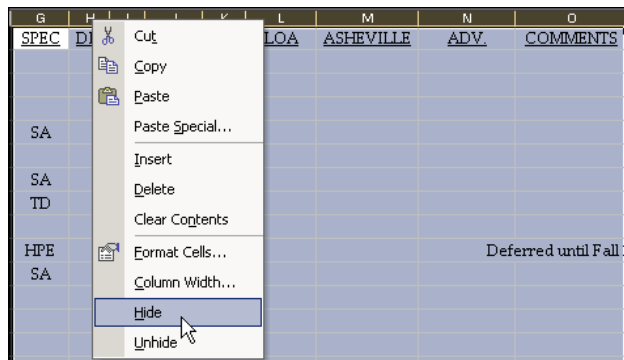 G H L M N O
SPEC LOA ASHEVILLE ADV. COMMENTS
SA
SA
TD
HPE Deferred until Fall
SA
Cut
Copy
Paste
Paste Special...
Insert
Delete
Clear Contents
Format Cells...
Column Width...
Hide
Unhide